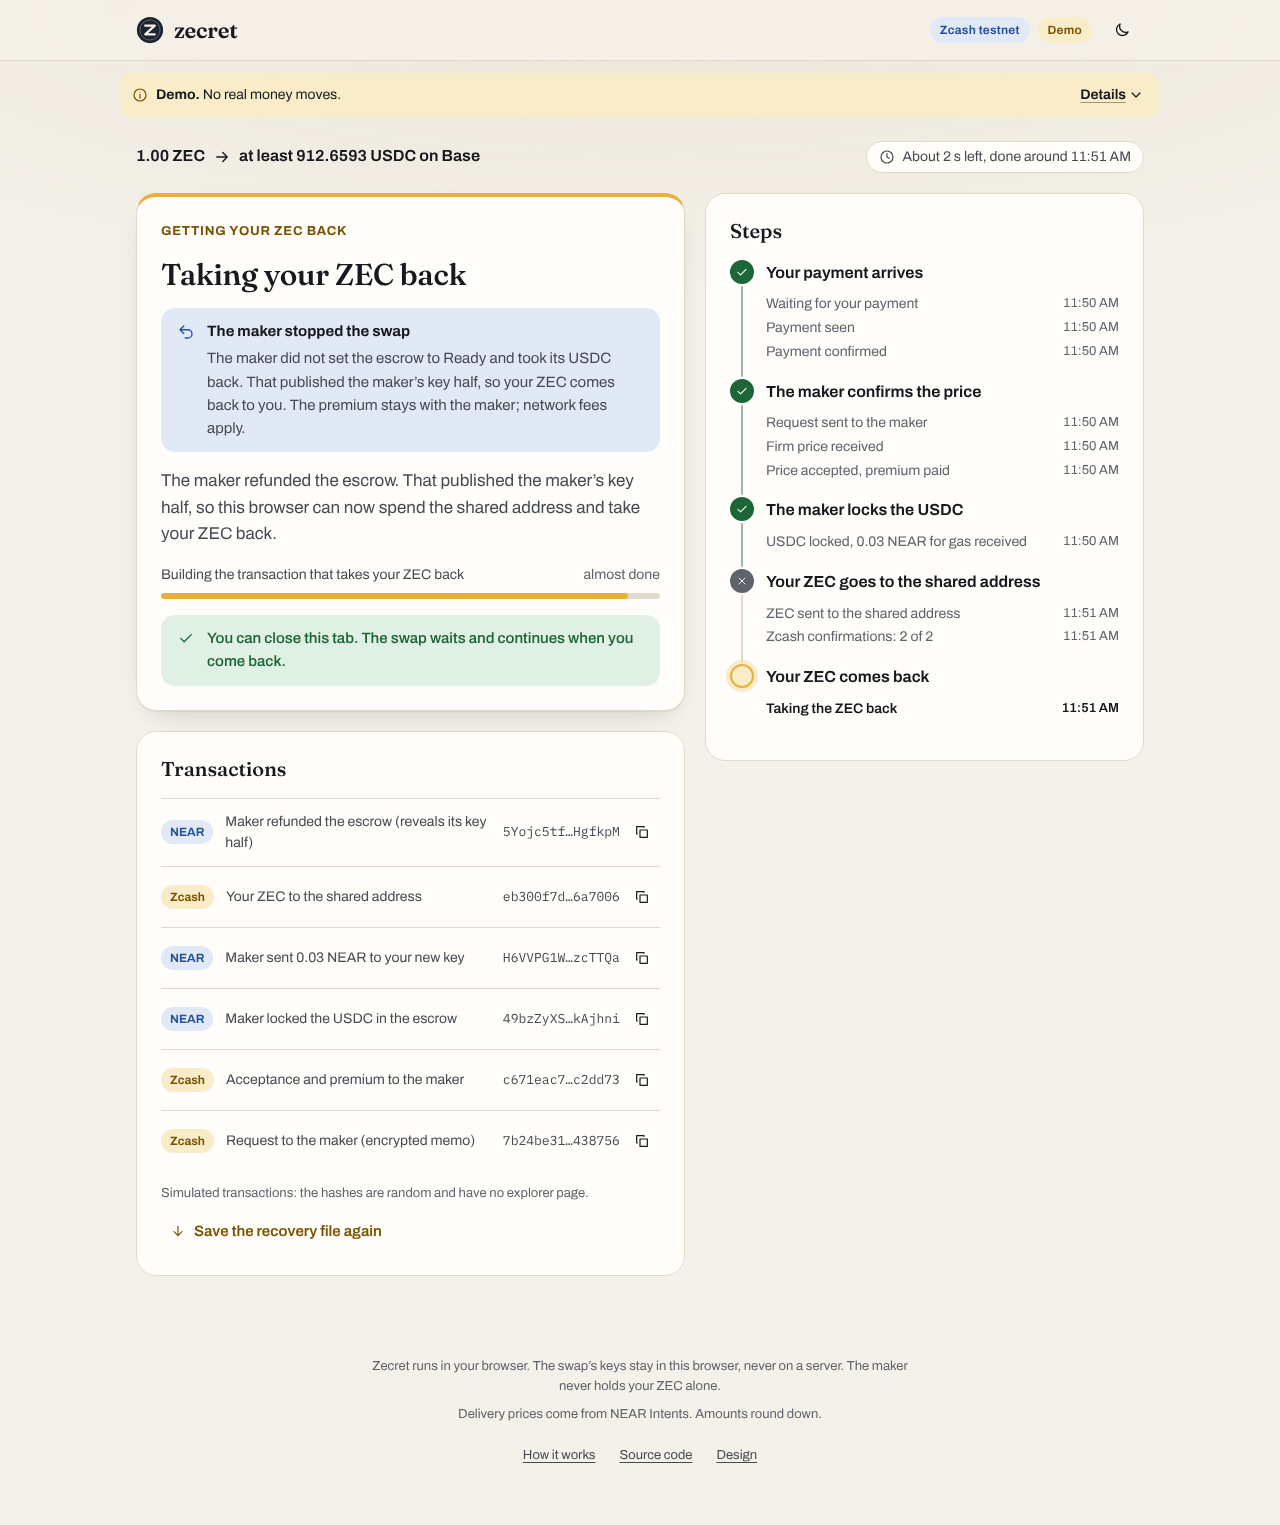 zecret
Zcash testnet
Demo
Demo. No real money moves.
Details
1.00 ZEC → at least 912.6593 USDC on Base
About 2 s left, done around 11:51 AM
GETTING YOUR ZEC BACK
Taking your ZEC back
The maker stopped the swap
The maker did not set the escrow to Ready and took its USDC
back. That published the maker’s key half, so your ZEC comes
back to you. The premium stays with the maker; network fees
apply.
The maker refunded the escrow. That published the maker’s key
half, so this browser can now spend the shared address and take
your ZEC back.
Building the transaction that takes your ZEC back almost done
You can close this tab. The swap waits and continues when you
come back.
Steps
Your payment arrives
Waiting for your payment 11:50 AM
Payment seen 11:50 AM
Payment confirmed 11:50 AM
The maker confirms the price
Request sent to the maker 11:50 AM
Firm price received 11:50 AM
Price accepted, premium paid 11:50 AM
The maker locks the USDC
USDC locked, 0.03 NEAR for gas received 11:50 AM
Your ZEC goes to the shared address
ZEC sent to the shared address 11:51 AM
Zcash confirmations: 2 of 2 11:51 AM
Your ZEC comes back
Taking the ZEC back 11:51 AM
Transactions
NEAR Maker refunded the escrow (reveals its key
half) 5Yojc5tf…HgfkpM
Zcash Your ZEC to the shared address eb300f7d…6a7006
NEAR Maker sent 0.03 NEAR to your new key H6VVPG1W…zcTTQa
NEAR Maker locked the USDC in the escrow 49bzZyXS…kAjhni
Zcash Acceptance and premium to the maker c671eac7…c2dd73
Zcash Request to the maker (encrypted memo) 7b24be31…438756
Simulated transactions: the hashes are random and have no explorer page.
Save the recovery file again
Zecret runs in your browser. The swap’s keys stay in this browser, never on a server. The maker
never holds your ZEC alone.
Delivery prices come from NEAR Intents. Amounts round down.
How it works Source code Design